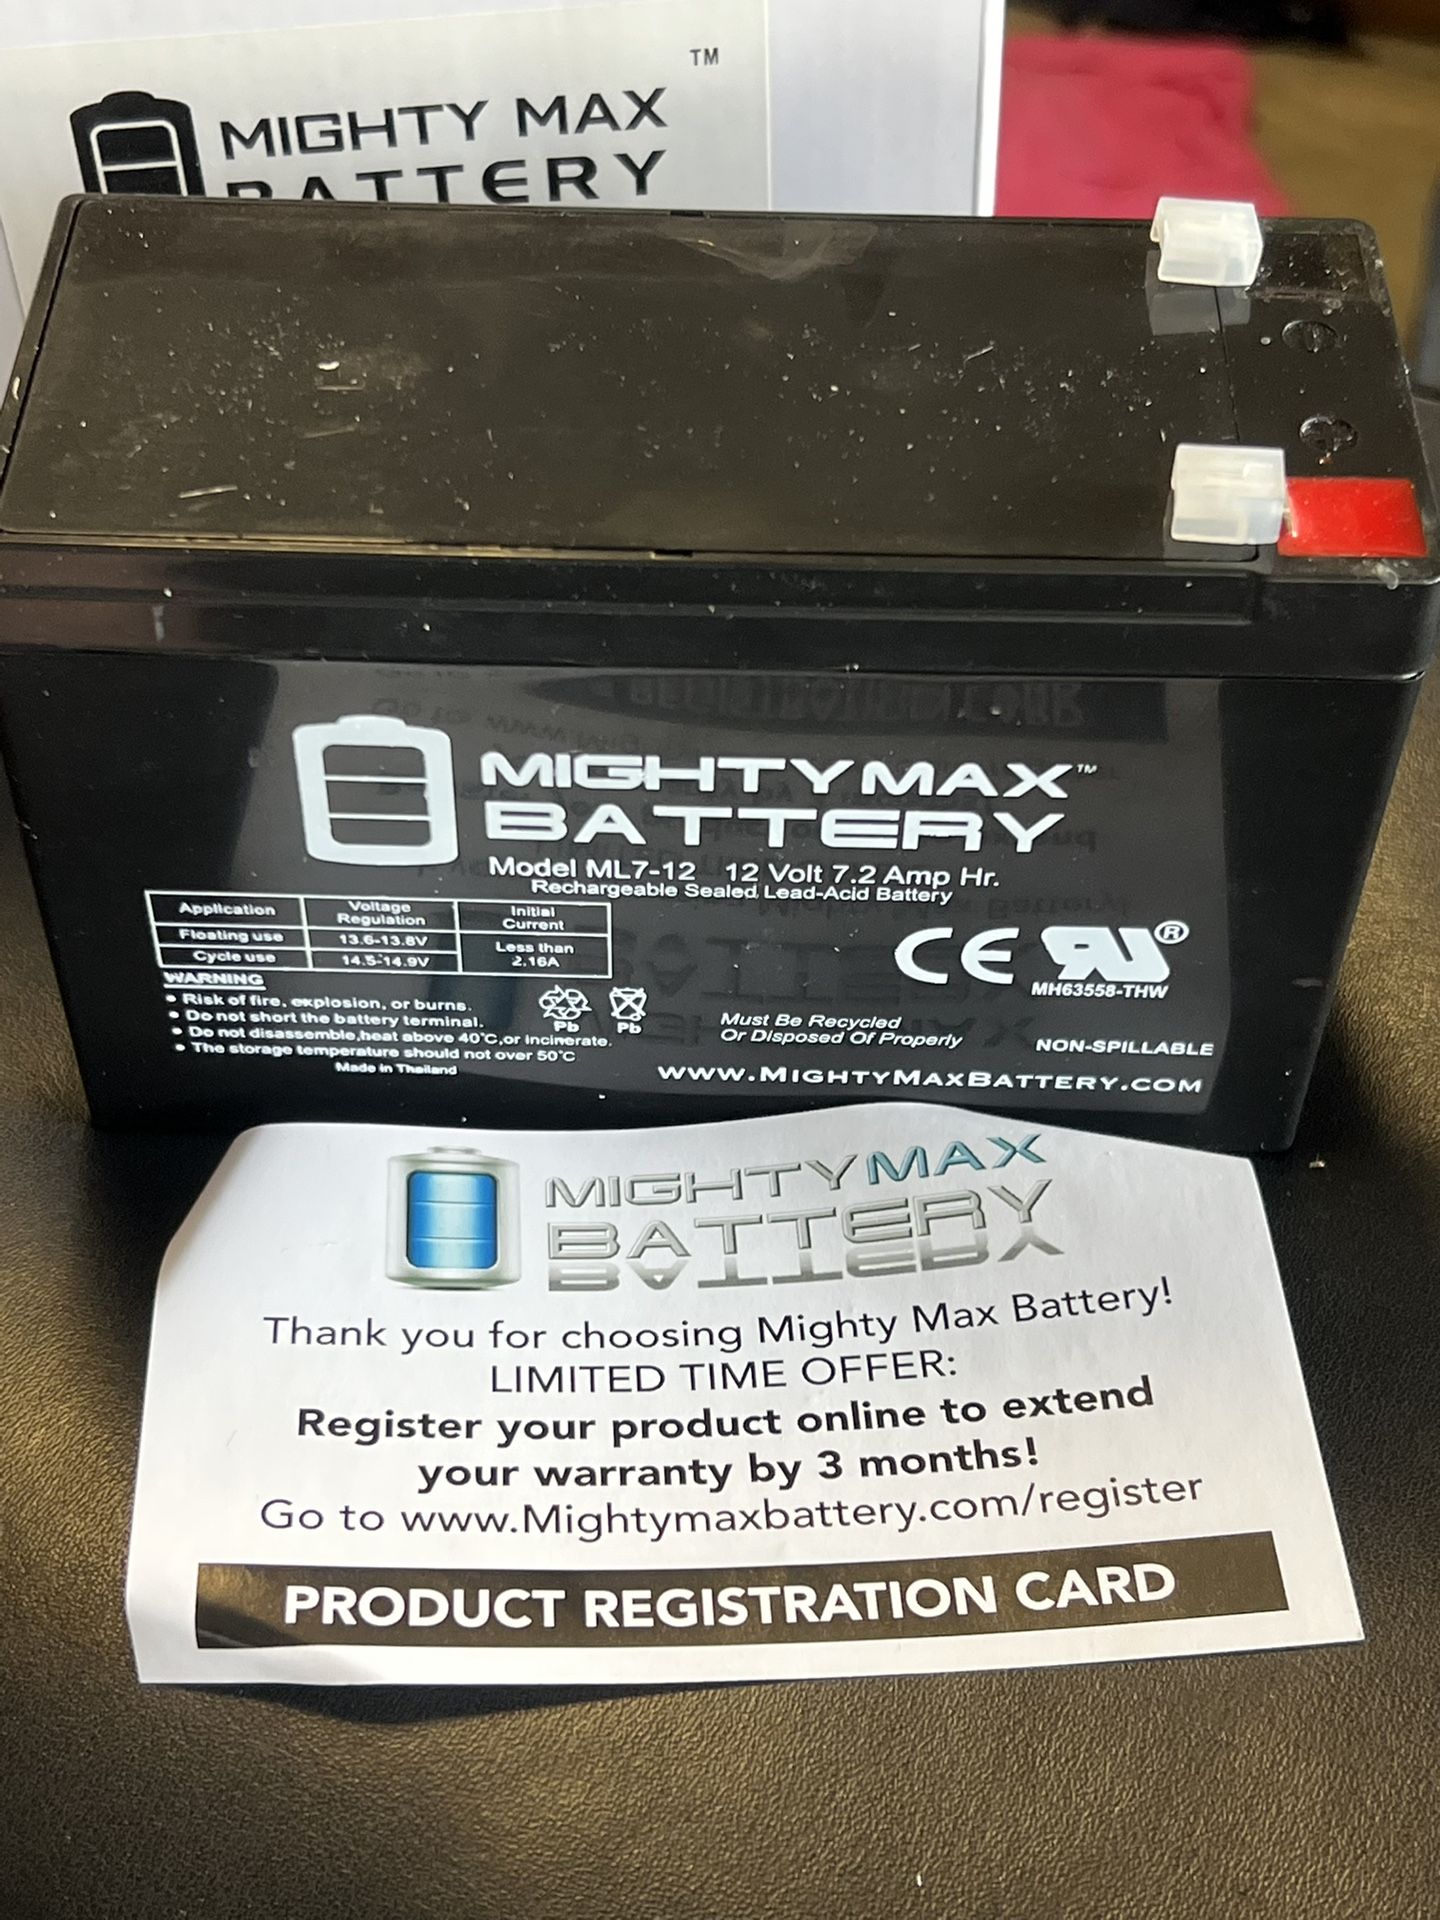 MIGHTY MAX
BATTERY
TM
MIGHTY MAX™
BATTERY
Model ML7-12 12 Volt 7.2 Amp Hr.
Rechargeable Sealed Lead-Acid Battery
Application Voltage Regulation Initial Current
Floating use 13.6-13.8V Less than 2.16A
Cycle use 14.5-14.9V
WARNING
• Risk of fire, explosion, or burns.
• Do not short the battery terminal.
• Do not disassemble,heat above 40°C,or incinerate.
• The storage temperature should not over 50°C
Made in Thailand
Pb Pb
CE RU®
MH63558-THW
Must Be Recycled
Or Disposed Of Properly
NON-SPILLABLE
WWW.MIGHTYMAXBATTERY.COM
MIGHTYMAX
BATTERY
Thank you for choosing Mighty Max Battery!
LIMITED TIME OFFER:
Register your product online to extend
your warranty by 3 months!
Go to www.Mightymaxbattery.com/register
PRODUCT REGISTRATION CARD